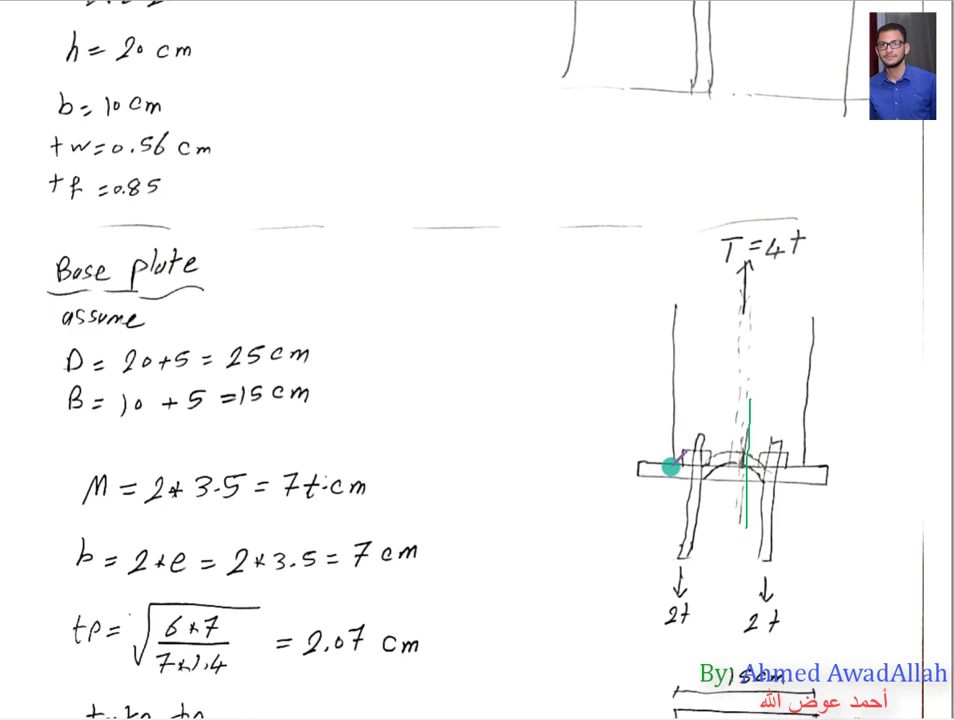 h = 20 cm
b = 10 cm
tw = 0.56 cm
tf = 0.85
Base plate
assume
D = 20 + 5 = 25 cm
B = 10 + 5 = 15 cm
M = 2 * 3.5 = 7 t.cm
b = 2 * e = 2 * 3.5 = 7 cm
tp = √(6*7 / 7*1.4) = 2.07 cm
T = 4t
2t 2t
15cm
By: Ahmed AwadAllah
أحمد عوض الله